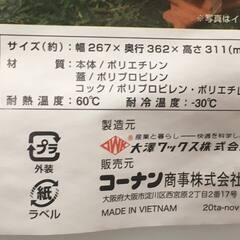 ※写真はイ
サイズ(約):幅267×奥行362×高さ311(m
材 質:本体/ポリエチレン
蓋/ポリプロピレン
コック/ポリプロピレン・ポリエチ
耐熱温度:60℃ 耐冷温度:-30℃
製造元
産業と暮らし──快適を科学し
大澤ワックス株式会
販売元
コーナン商事株式会
大阪府大阪市淀川区西宮原2丁目2番17号
MADE IN VIETNAM 20ta-nov
プラ
外装
紙
ラベル